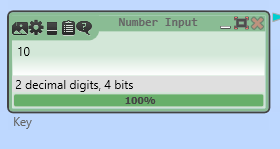 Number Input
10
2 decimal digits, 4 bits
100%
Key